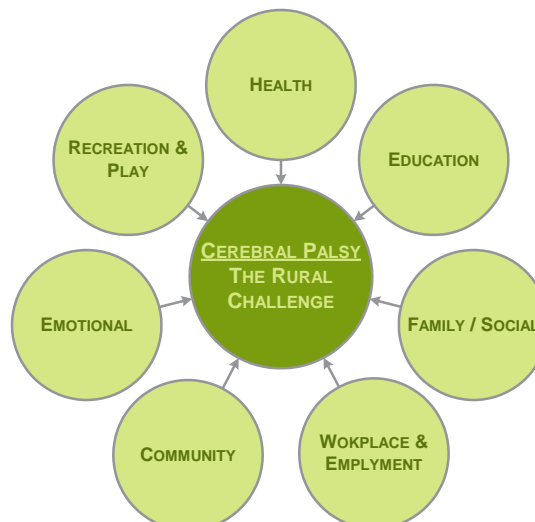 HEALTH
RECREATION &
PLAY
EDUCATION
CEREBRAL PALSY
THE RURAL
CHALLENGE
EMOTIONAL
FAMILY / SOCIAL
COMMUNITY
WOKPLACE &
EMPLYMENT